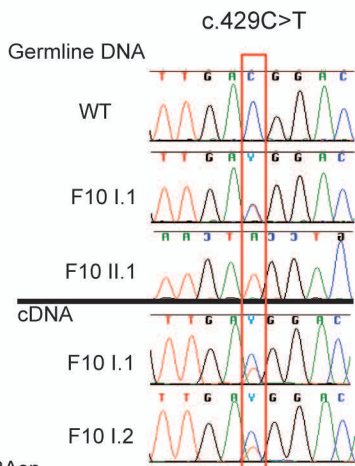 c.429C>T
Germline DNA
T T G A C G G A C
WT
T T G A Y G G A C
F10 I.1
A A C T A C C T G
F10 II.1
cDNA
T T G A Y G G A C
F10 I.1
T T G A Y G G A C
F10 I.2